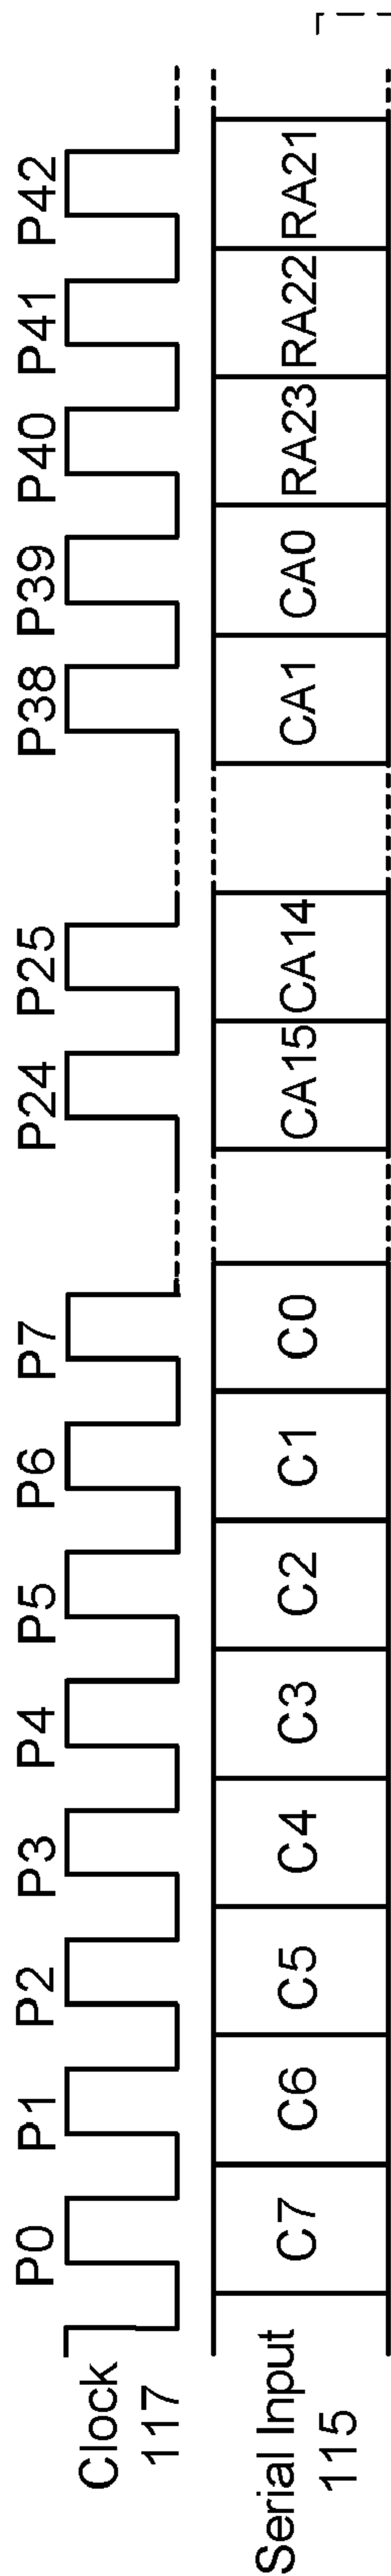 P0 P1 P2 P3 P4 P5 P6 P7 P24 P25 P38 P39 P40 P41 P42
Clock
117
Serial Input
115
C7 C6 C5 C4 C3 C2 C1 C0 CA15 CA14 CA1 CA0 RA23 RA22 RA21